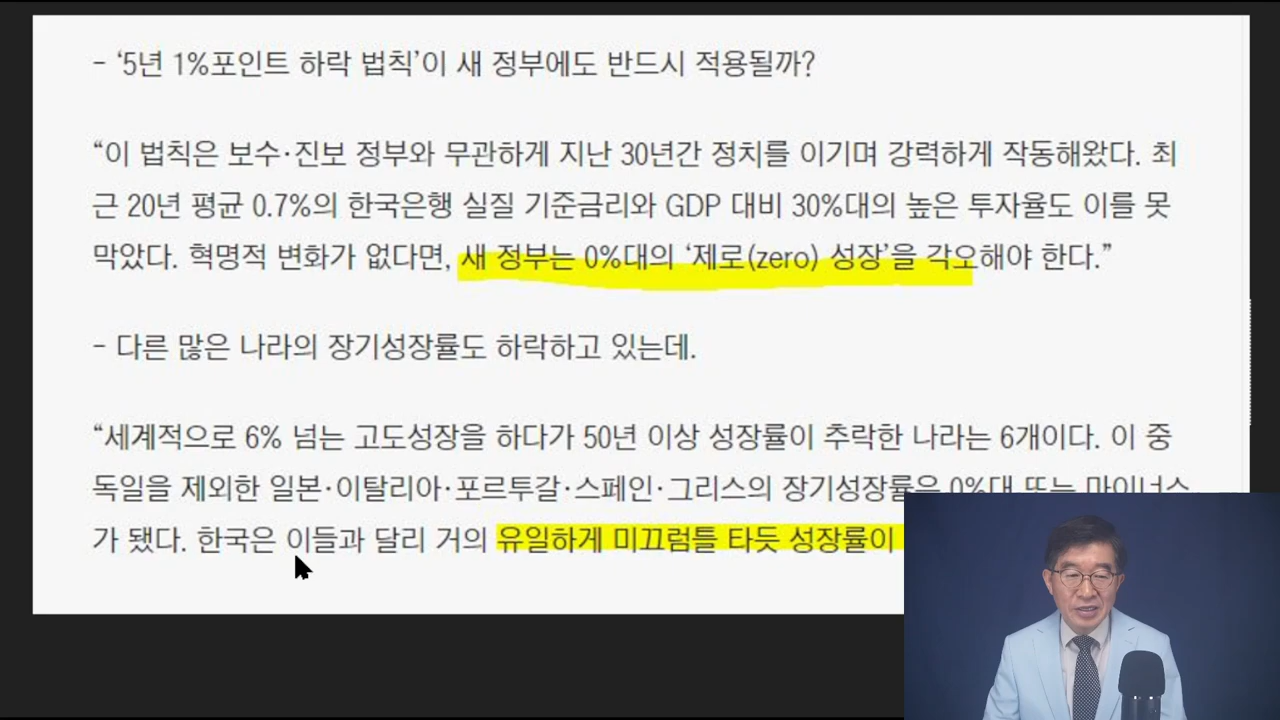 - ‘5년 1%포인트 하락 법칙’이 새 정부에도 반드시 적용될까?
“이 법칙은 보수·진보 정부와 무관하게 지난 30년간 정치를 이기며 강력하게 작동해왔다. 최
근 20년 평균 0.7%의 한국은행 실질 기준금리와 GDP 대비 30%대의 높은 투자율도 이를 못
막았다. 혁명적 변화가 없다면, 새 정부는 0%대의 ‘제로(zero) 성장’을 각오해야 한다.”
- 다른 많은 나라의 장기성장률도 하락하고 있는데.
“세계적으로 6% 넘는 고도성장을 하다가 50년 이상 성장률이 추락한 나라는 6개이다. 이 중
독일을 제외한 일본·이탈리아·포르투갈·스페인·그리스의 장기성장률은 0%대 또는 마이너스
가 됐다. 한국은 이들과 달리 거의 유일하게 미끄럼틀 타듯 성장률이